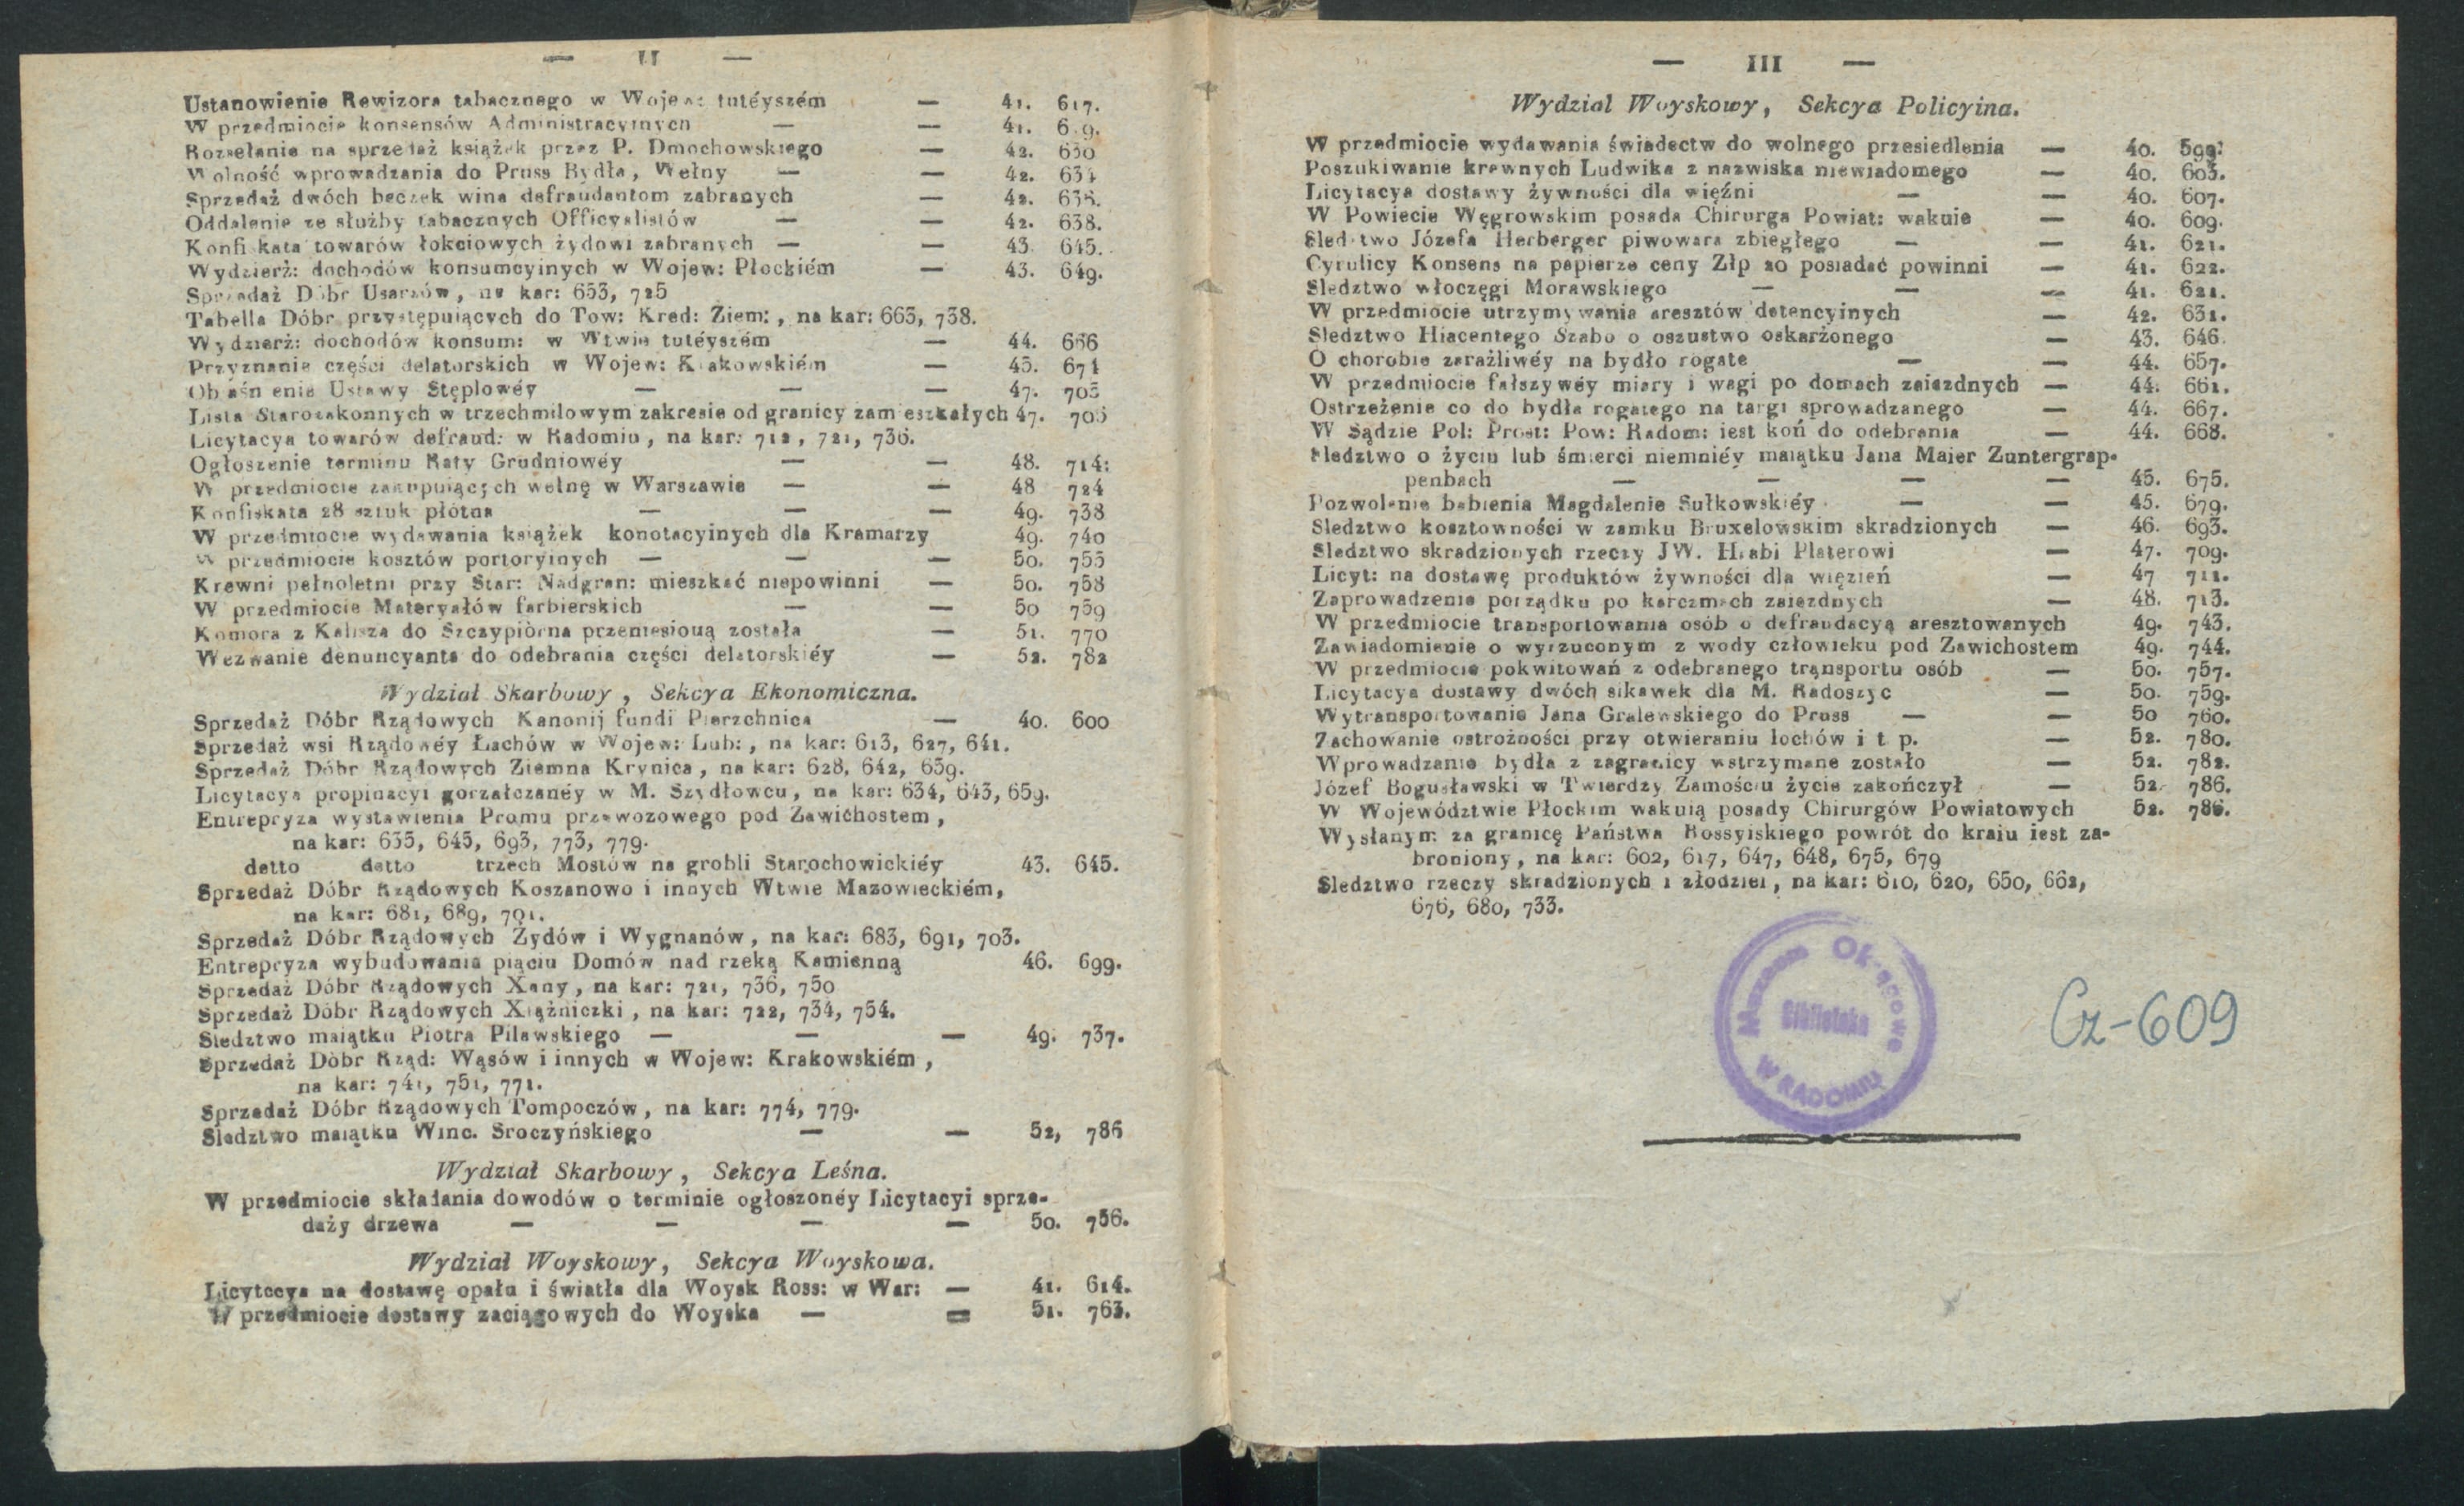 — II —
Ustanowienie Rewizora tabacznego w Wojew: tutéyszém — 41. 617.
W przedmiocie konsensów Administracyinych — — 41. 619.
Rozsełanie na sprzedaż książek przez P. Dmochowskiego — 42. 630
Wolność wprowadzania do Pruss Bydła, Wełny — — 42. 634
Sprzedaż dwóch beczek wina defraudantom zabranych — 42. 636.
Oddalenie ze służby tabacznych Officyalistów — — 42. 638.
Konfiskata towarów łokciowych żydowi zabranych — — 43. 645.
Wydzierż: dochodów konsumcyinych w Wojew: Płockiém — 43. 649.
Sprzedaż Dóbr Usarzów, na kar: 653, 725
Tabella Dóbr przystępuiących do Tow: Kred: Ziem:, na kar: 663, 738.
Wydzierż: dochodów konsum: w Wtwie tutéyszém — 44. 666
Przyznanie części delatorskich w Wojew: Krakowskiém — 45. 674
Obiaśnienie Ustawy Stęplowéy — — — 47. 705
Lista Starozakonnych w trzechmilowym zakresie od granicy zamieszkałych 47. 706
Licytacya towarów defraud: w Radomiu, na kar: 712, 721, 736.
Ogłoszenie terminu Raty Grudniowéy — — 48. 714:
W przedmiocie zakupuiących wełnę w Warszawie — — 48 724
Konfiskata 28 sztuk płótna — — — 49. 738
W przedmiocie wydawania książek konotacyinych dla Kramarzy 49. 740
W przedmiocie kosztów portoryinych — — — 50. 755
Krewni pełnoletni przy Star: Nadgran: mieszkać niepowinni — 50. 758
W przedmiocie Materyałów farbierskich — — 50 759
Komora z Kalisza do Szczypiórna przeniesioną została — 51. 770
Wezwanie denuncyanta do odebrania części delatorskiéy — 52. 782
Wydział Skarbowy, Sekcya Ekonomiczna.
Sprzedaż Dóbr Rządowych Kanonij fundi Pierzchnica — 40. 600
Sprzedaż wsi Rządowéy Łachów w Wojew: Lub:, na kar: 613, 627, 641.
Sprzedaż Dóbr Rządowych Ziemna Krynica, na kar: 628, 642, 659.
Licytacya propinacyi gorzałczanéy w M. Szydłowcu, na kar: 634, 643, 659.
Entrepryza wystawienia Promu przewozowego pod Zawichostem,
na kar: 635, 645, 693, 773, 779.
detto detto trzech Mostów na grobli Starochowickiéy 43. 645.
Sprzedaż Dóbr Rządowych Koszanowo i innych Wtwie Mazowieckiém,
na kar: 681, 689, 701.
Sprzedaż Dóbr Rządowych Zydów i Wygnanów, na kar: 683, 691, 703.
Entrepryza wybudowania piąciu Domów nad rzeką Kamienną 46. 699.
Sprzedaż Dóbr Rządowych Xany, na kar: 721, 736, 750
Sprzedaż Dóbr Rządowych Xiążniczki, na kar: 722, 734, 754.
Sledztwo maiątku Piotra Pilawskiego — — — 49. 737.
Sprzedaż Dóbr Rząd: Wąsów i innych w Wojew: Krakowskiém,
na kar: 741, 751, 771.
Sprzedaż Dóbr Rządowych Tompoczów, na kar: 774, 779.
Sledztwo maiątku Winc. Sroczyńskiego — — 52, 786
Wydział Skarbowy, Sekcya Leśna.
W przedmiocie składania dowodów o terminie ogłoszonéy Licytacyi sprze-
daży drzewa — — — — 50. 756.
Wydział Woyskowy, Sekcya Woyskowa.
Licytccya na dostawę opału i światła dla Woysk Ross: w War: — 41. 614.
W przedmiocie dostawy zaciągowych do Woyska — — 51. 763.
— III —
Wydział Woyskowy, Sekcya Policyina.
W przedmiocie wydawania świadectw do wolnego przesiedlenia — 40. 599:
Poszukiwanie krewnych Ludwika z nazwiska niewiadomego — 40. 603.
Licytacya dostawy żywności dla więźni — — 40. 607.
W Powiecie Węgrowskim posada Chirurga Powiat: wakuie — 40. 609.
Sledztwo Józefa Herberger piwowara zbiegłego — — 41. 621.
Cyrulicy Konsens na papierze ceny Złp 20 posiadać powinni — 41. 622.
Sledztwo włoczęgi Morawskiego — — — 41. 621.
W przedmiocie utrzymywania aresztów detencyinych — 42. 631.
Sledztwo Hiacentego Szabo o oszustwo oskarżonego — 43. 646.
O chorobie zaraźliwéy na bydło rogate — — 44. 657.
W przedmiocie fałszywéy miary i wagi po domach zaiezdnych — 44. 661.
Ostrzeżenie co do bydła rogatego na targi sprowadzanego — 44. 667.
W Sądzie Pol: Prost: Pow: Radom: iest koń do odebrania — 44. 668.
Sledztwo o życiu lub śmierci niemniéy maiątku Jana Maier Zuntergrap-
penbach — — — — 45. 675.
Pozwolenie babienia Magdalenie Sułkowskiéy — — 45. 679.
Sledztwo kosztowności w zamku Bruxelowskim skradzionych — 46. 693.
Sledztwo skradzionych rzeczy JW. Hrabi Platerowi — 47. 709.
Licyt: na dostawę produktów żywności dla więzień — 47 711.
Zaprowadzenie porządku po karczmach zaiezdnych — 48. 713.
W przedmiocie transportowania osób o defraudacyą aresztowanych 49. 743.
Zawiadomienie o wyrzuconym z wody człowieku pod Zawichostem 49. 744.
W przedmiocie pokwitowań z odebranego transportu osób — 50. 757.
Licytacya dostawy dwóch sikawek dla M. Radoszyc — 50. 759.
Wytransportowanie Jana Gralewskiego do Pruss — — 50 760.
Zachowanie ostrożności przy otwieraniu lochów i t p. — 52. 780.
Wprowadzanie bydła z zagranicy wstrzymane zostało — 52. 782.
Józef Bogusławski w Twierdzy Zamościu życie zakończył — 52. 786.
W Województwie Płockim wakuią posady Chirurgów Powiatowych 52. 786.
Wysłanym za granicę Państwa Rossyiskiego powrót do kraiu iest za-
broniony, na kar: 602, 617, 647, 648, 675, 679
Sledztwo rzeczy skradzionych i złodziei, na kar: 610, 620, 650, 662,
676, 680, 733.
Muzeum Okręgowe
Biblioteka
W RADOMIU
Cz-609